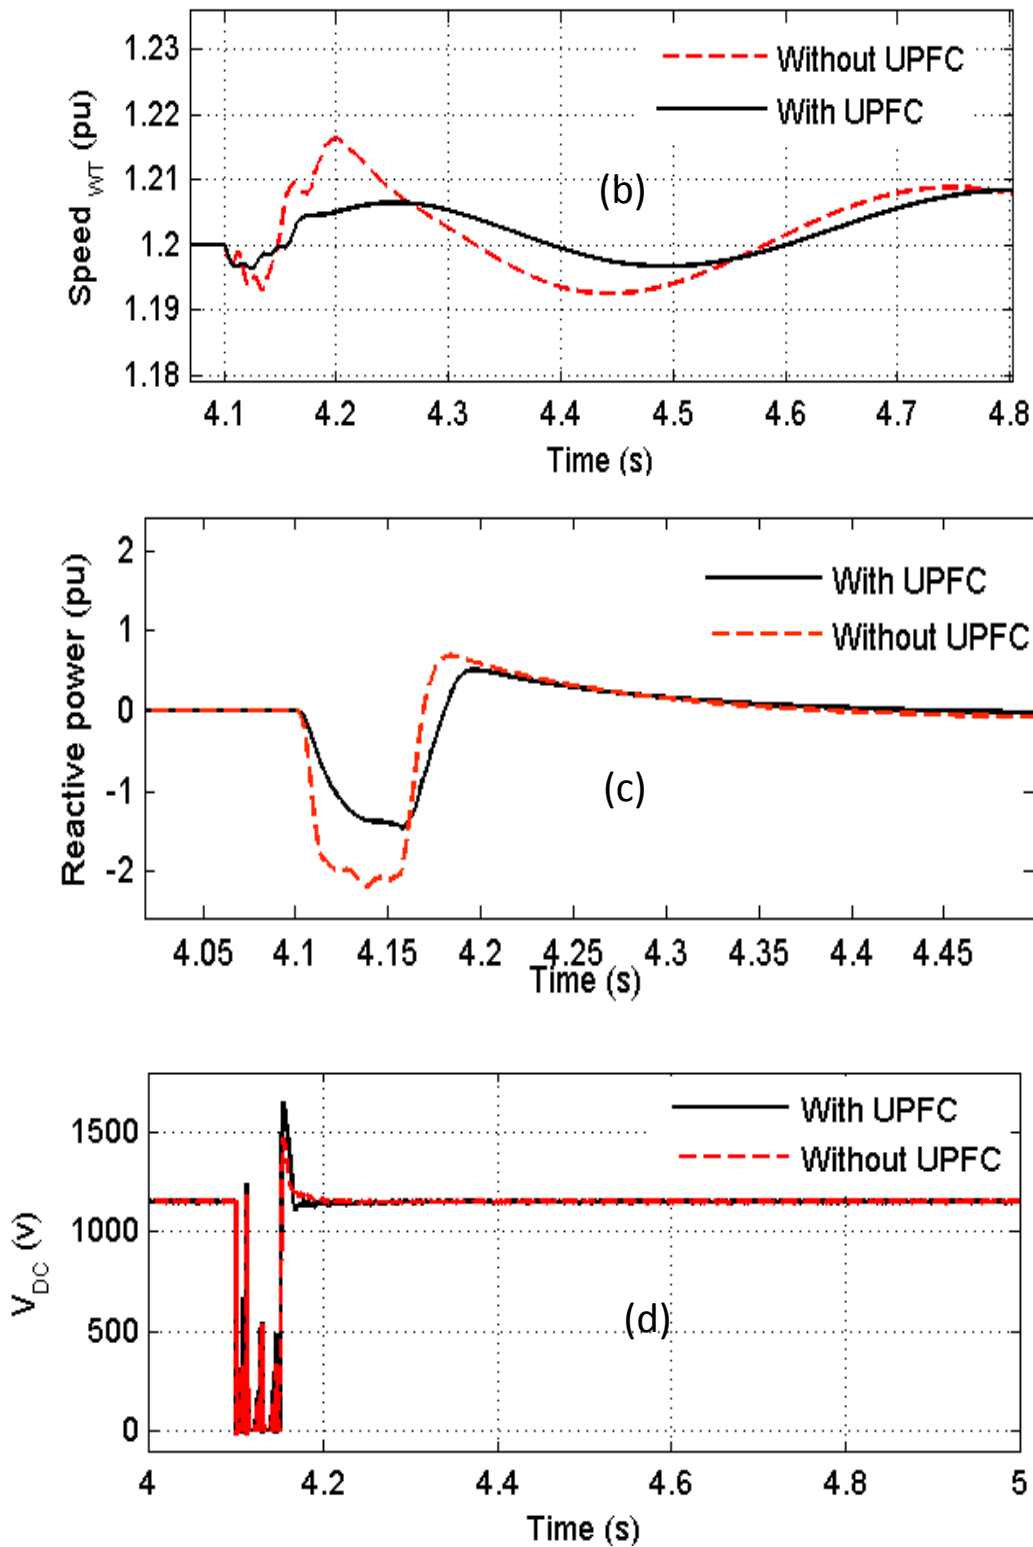 1.23
1.22
1.21
1.2
1.19
1.18
Speed WT (pu)
Without UPFC
With UPFC
(b)
4.1 4.2 4.3 4.4 4.5 4.6 4.7 4.8
Time (s)
2
1
0
-1
-2
Reactive power (pu)
With UPFC
Without UPFC
(c)
4.05 4.1 4.15 4.2 4.25 4.3 4.35 4.4 4.45
Time (s)
1500
1000
500
0
VDC (v)
With UPFC
Without UPFC
(d)
4 4.2 4.4 4.6 4.8 5
Time (s)